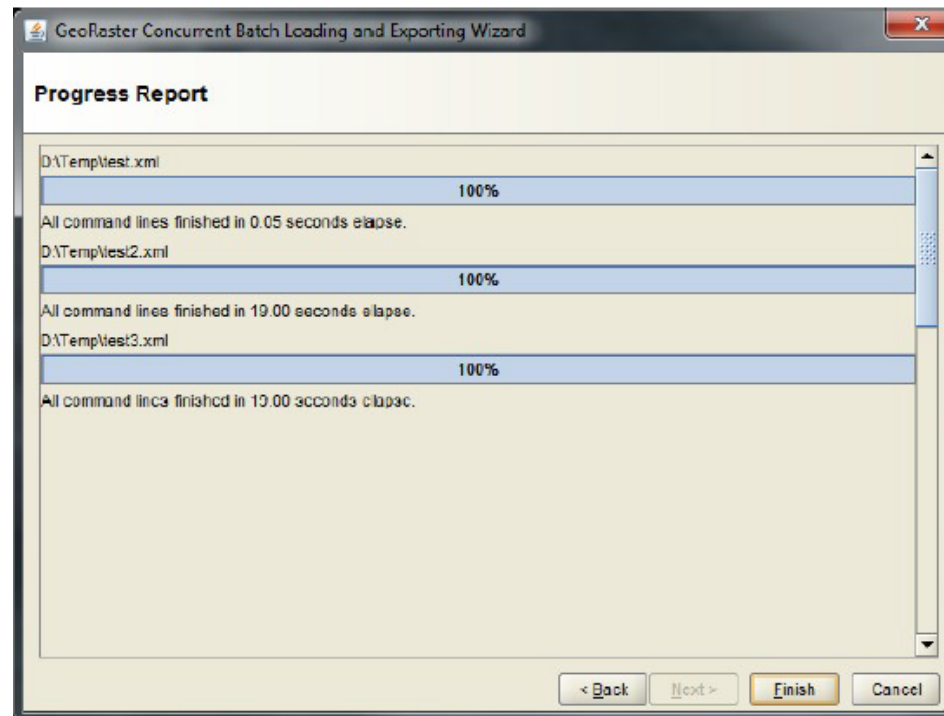 GeoRaster Concurrent Batch Loading and Exporting Wizard
Progress Report
D:\Temp\test.xml
100%
All command lines finished in 0.05 seconds elapse.
D:\Temp\test2.xml
100%
All command lines finished in 19.00 seconds elapse.
D:\Temp\test3.xml
100%
All command lines finished in seconds elapse.
< Back Next > Finish Cancel